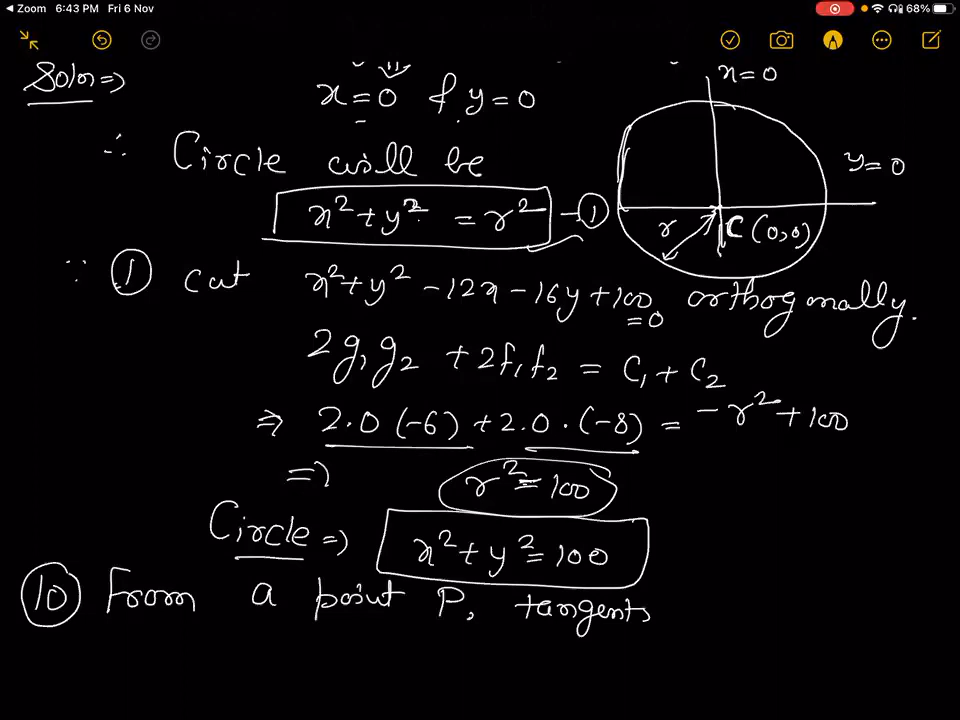 Zoom 6:43 PM Fri 6 Nov 68%
Soln ⇒
x = 0 & y = 0
x = 0
∴ Circle will be
y = 0
x² + y² = r² - ①
r C (0,0)
∵ ① cut x² + y² - 12x - 16y + 100 = 0 orthogonally.
2g₁g₂ + 2f₁f₂ = C₁ + C₂
⇒ 2·0 (-6) + 2·0·(-8) = -r² + 100
⇒ r² = 100
Circle ⇒ x² + y² = 100
⑩ From a point P, tangents